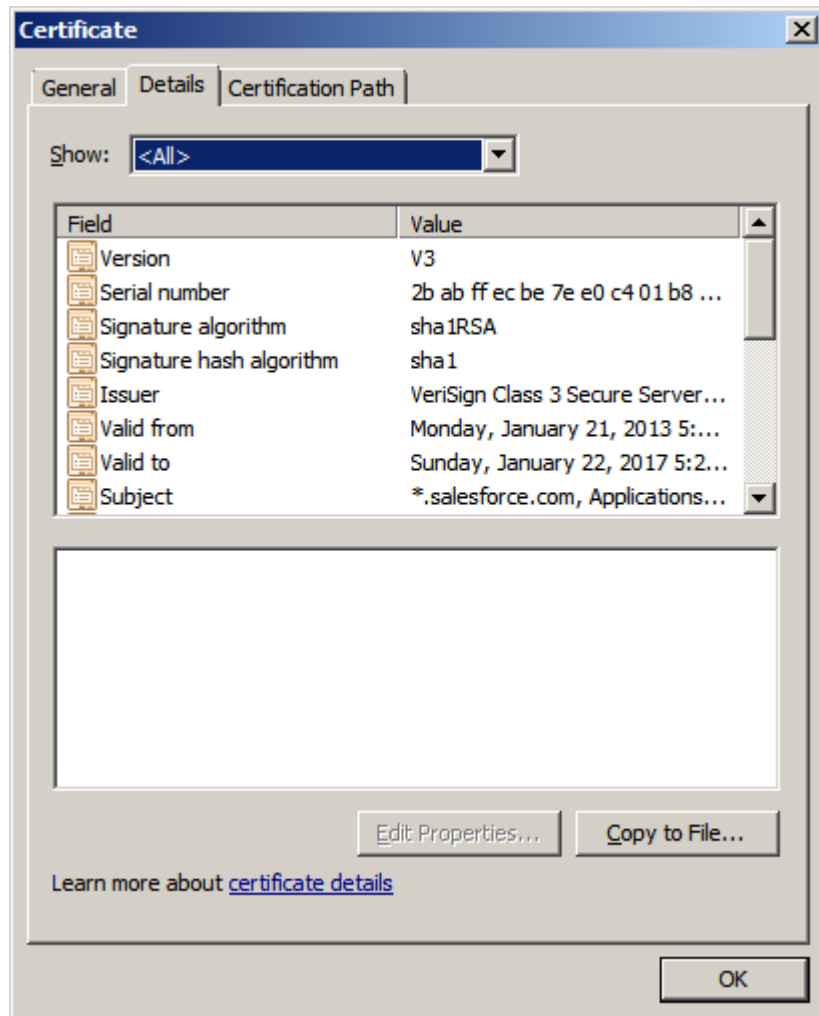 Certificate
General Details Certification Path
Show: <All>
Field Value
Version V3
Serial number 2b ab ff ec be 7e e0 c4 01 b8 ...
Signature algorithm sha1RSA
Signature hash algorithm sha1
Issuer VeriSign Class 3 Secure Server...
Valid from Monday, January 21, 2013 5:...
Valid to Sunday, January 22, 2017 5:2...
Subject *.salesforce.com, Applications...
Edit Properties... Copy to File...
Learn more about certificate details
OK